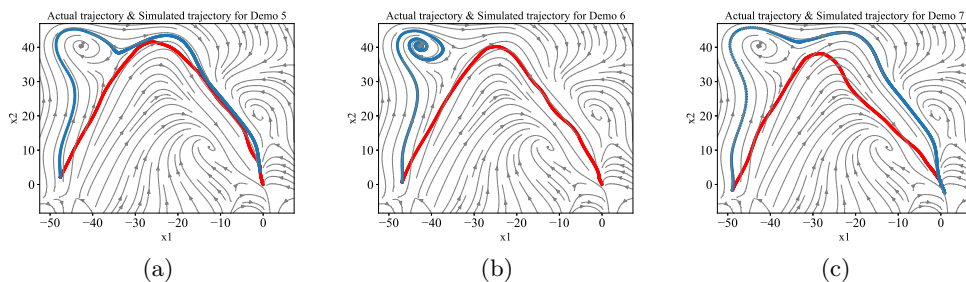 Actual trajectory & Simulated trajectory for Demo 5
Actual trajectory & Simulated trajectory for Demo 6
Actual trajectory & Simulated trajectory for Demo 7
40
30
20
10
0
x2
−50 −40 −30 −20 −10 0
x1
40
30
20
10
0
x2
−50 −40 −30 −20 −10 0
x1
40
30
20
10
0
x2
−50 −40 −30 −20 −10 0
x1
(a)
(b)
(c)